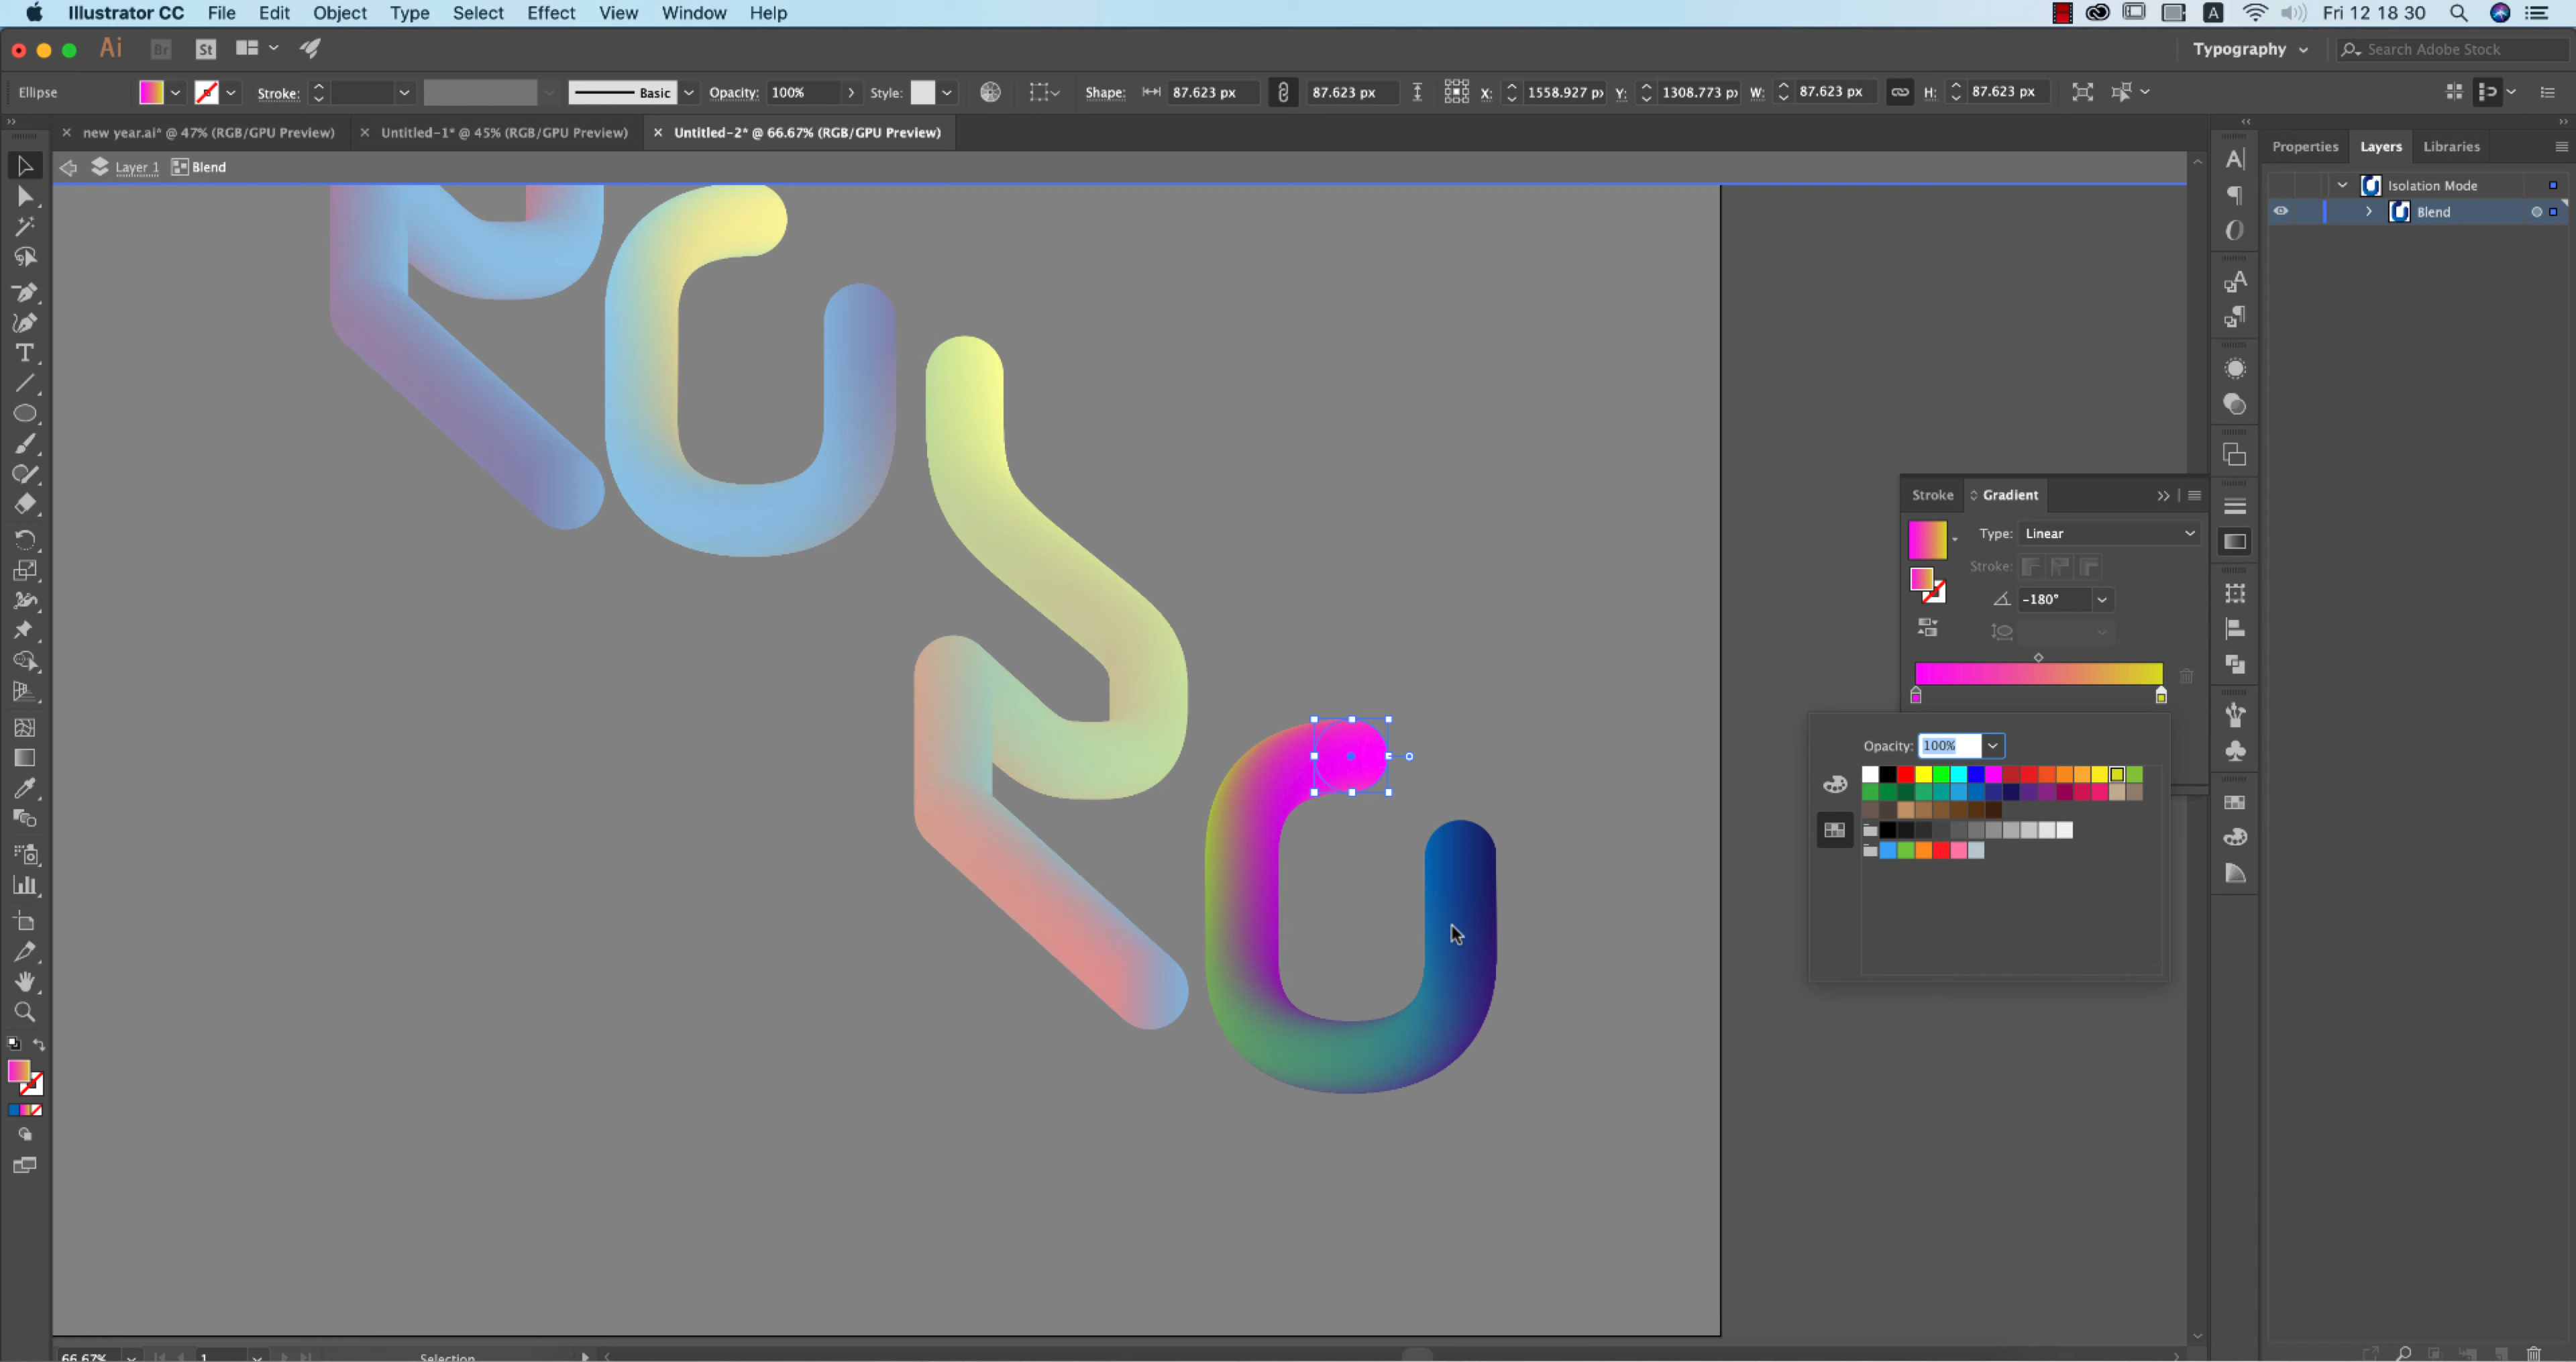 Illustrator CC File Edit Object Type Select Effect View Window Help A Fri 12 18 30
Ai Br St Typography Search Adobe Stock
Ellipse Stroke: Basic Opacity: 100% Style: Shape: 87.623 px 87.623 px X: 1558.927 p Y: 1308.773 p W: 87.623 px H: 87.623 px
× new year.ai* @ 47% (RGB/GPU Preview) × Untitled-1* @ 45% (RGB/GPU Preview) × Untitled-2* @ 66.67% (RGB/GPU Preview)
Properties Layers Libraries
Layer 1 Blend
Isolation Mode
Blend
Stroke Gradient
Type: Linear
Stroke:
-180°
Opacity: 100%
66.67% 1 Selection